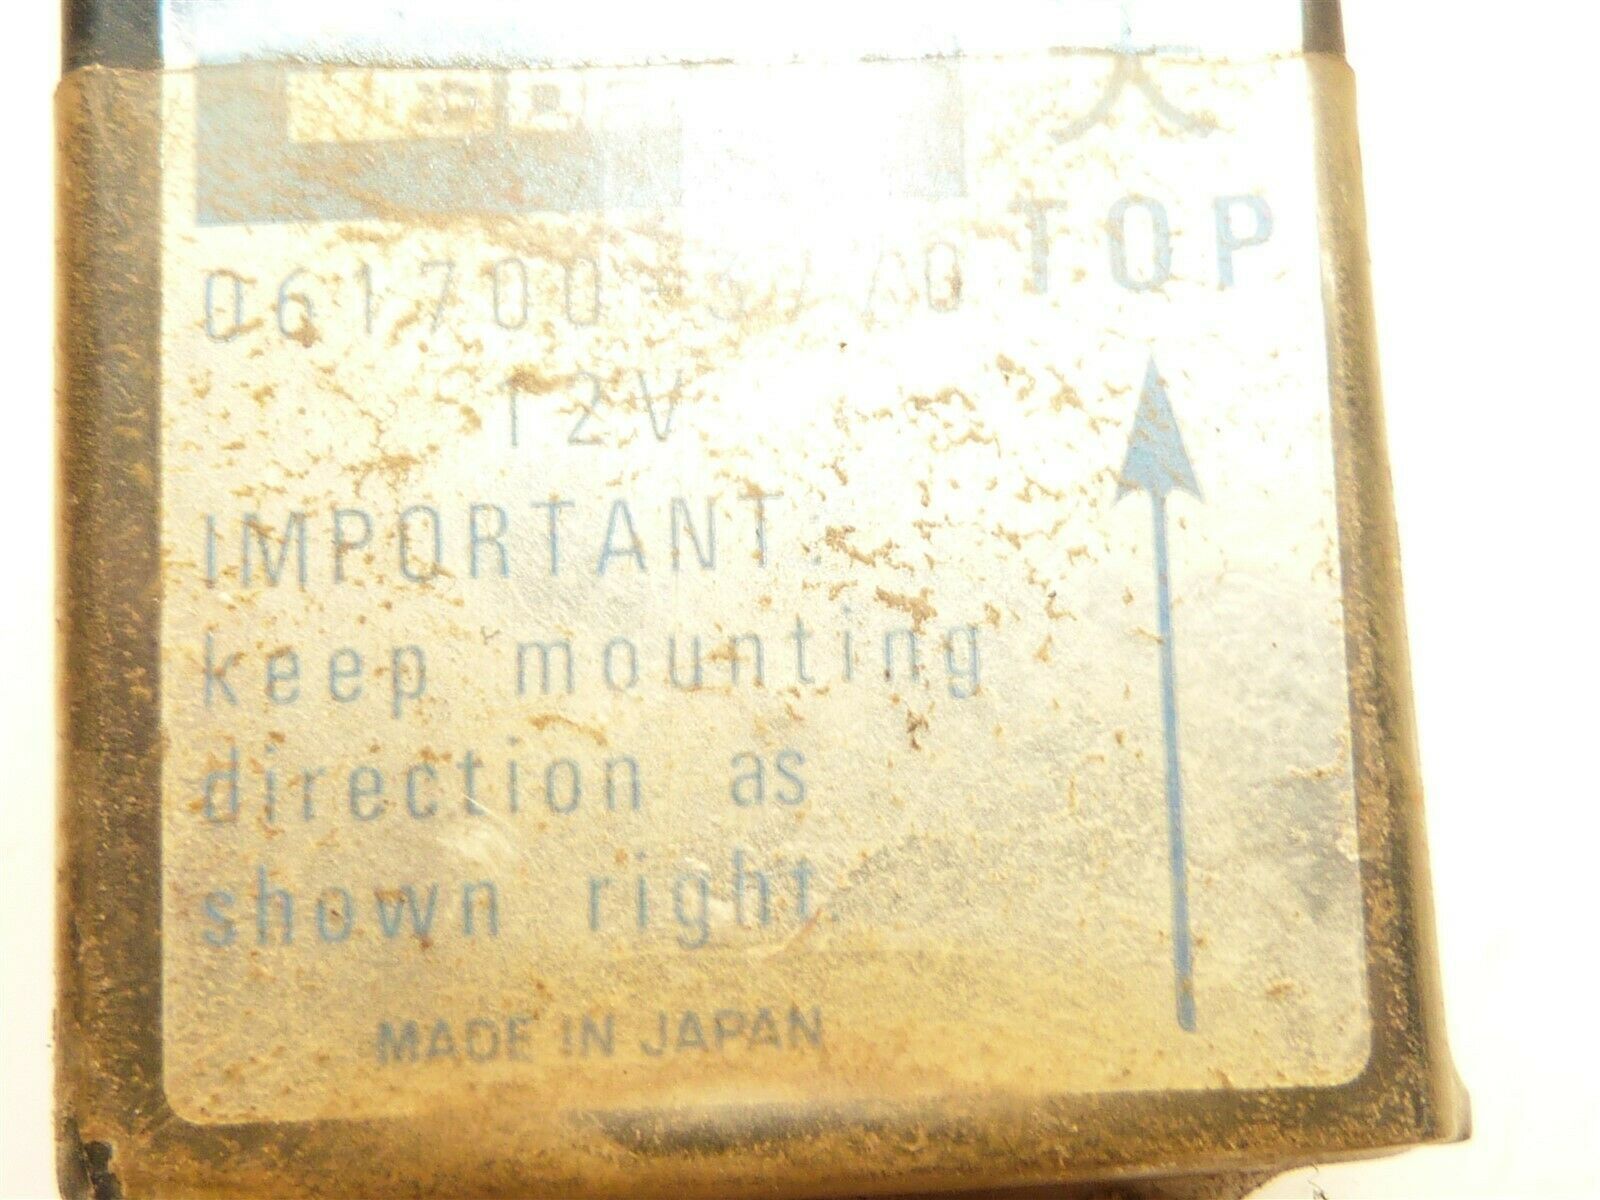 TOP
12V
IMPORTANT:
keep mounting
direction as
shown right.
MADE IN JAPAN